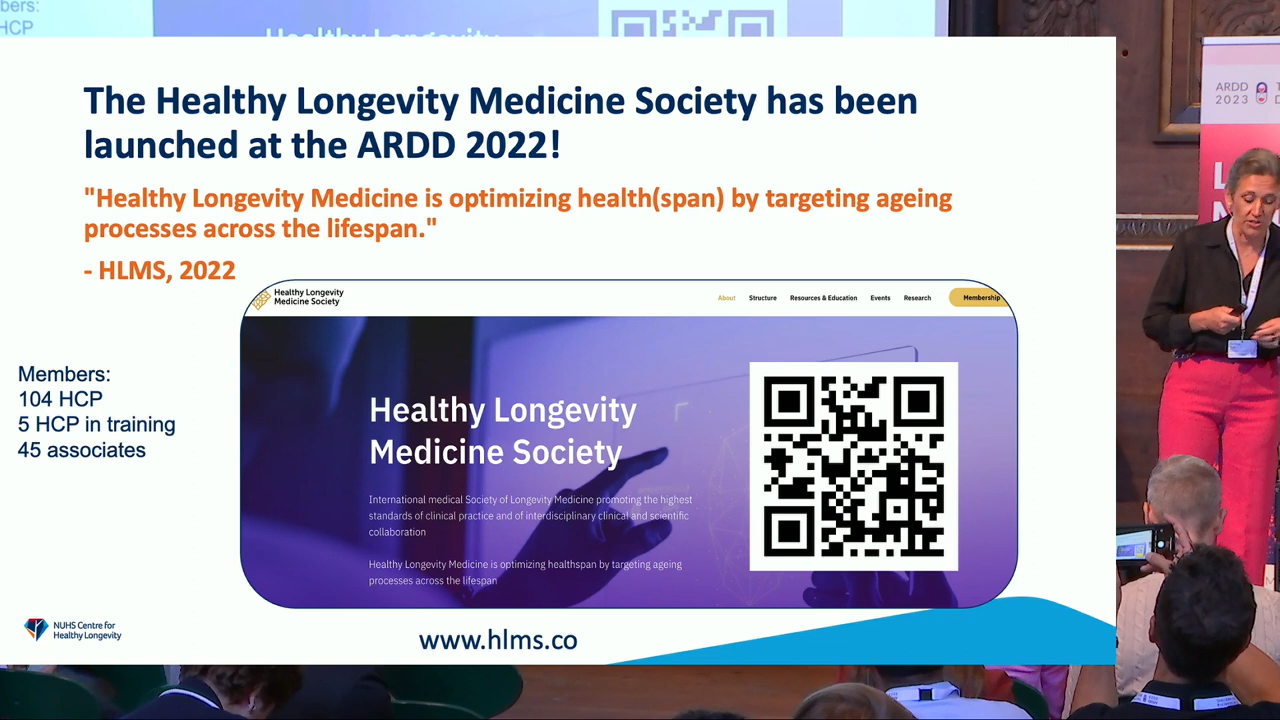 bers:
HCP
Healthy Longevity
The Healthy Longevity Medicine Society has been
launched at the ARDD 2022!
"Healthy Longevity Medicine is optimizing health(span) by targeting ageing
processes across the lifespan."
- HLMS, 2022
Healthy Longevity
Medicine Society
About Structure Resources & Education Events Research Membership
Members:
104 HCP
5 HCP in training
45 associates
Healthy Longevity
Medicine Society
International medical Society of Longevity Medicine promoting the highest
standards of clinical practice and of interdisciplinary clinical and scientific
collaboration
Healthy Longevity Medicine is optimizing healthspan by targeting ageing
processes across the lifespan
NUHS Centre for
Healthy Longevity
www.hlms.co
ARDD
2023